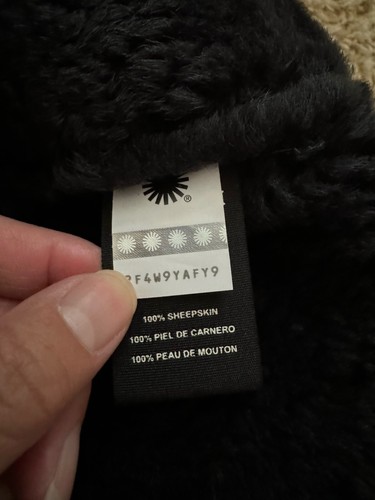 ®
F4W9YAFY9
100% SHEEPSKIN
100% PIEL DE CARNERO
100% PEAU DE MOUTON